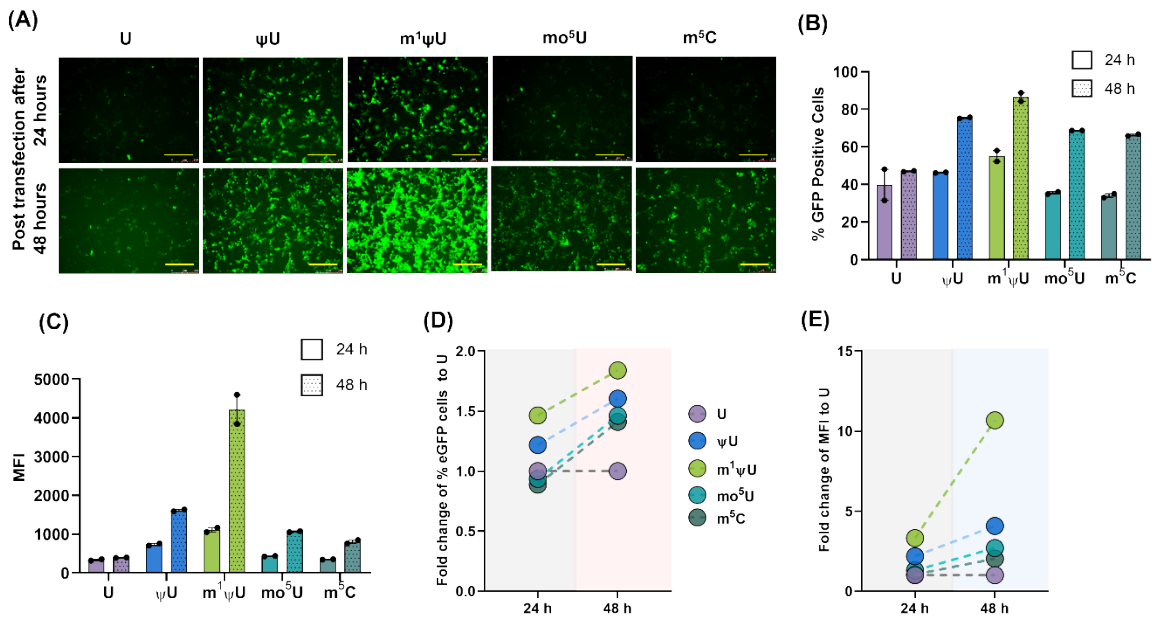 (A)
U ψU m¹ψU mo⁵U m⁵C
Post transfection after
24 hours
48 hours
(B)
24 h
48 h
% GFP Positive Cells
100
80
60
40
20
0
U ψU m¹ψU mo⁵U m⁵C
(C)
24 h
48 h
MFI
5000
4000
3000
2000
1000
0
U ψU m¹ψU mo⁵U m⁵C
(D)
Fold change of % eGFP cells to U
2.0
1.5
1.0
0.5
0.0
24 h 48 h
U
ψU
m¹ψU
mo⁵U
m⁵C
(E)
Fold change of MFI to U
15
10
5
0
24 h 48 h